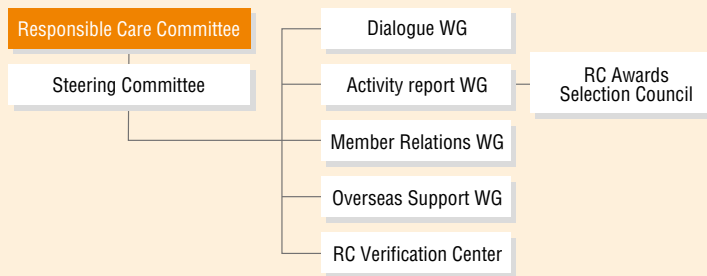 Responsible Care Committee
Steering Committee
Dialogue WG
Activity report WG
RC Awards
Selection Council
Member Relations WG
Overseas Support WG
RC Verification Center